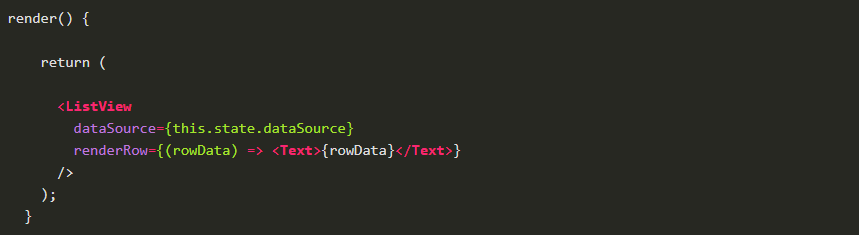 render() {
return (
<ListView
dataSource={this.state.dataSource}
renderRow={(rowData) => <Text>{rowData}</Text>}
/>
);
}